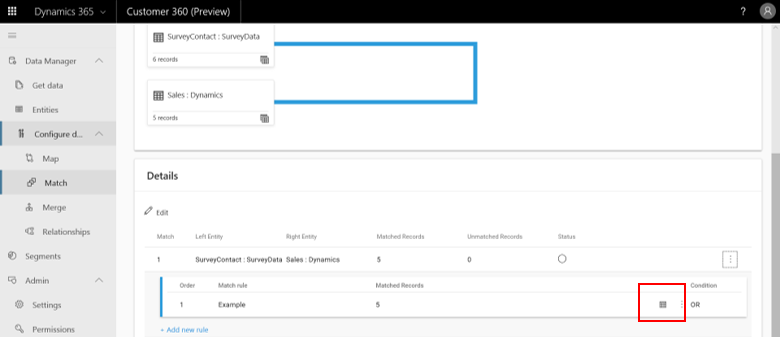 Dynamics 365 Customer 360 (Preview) ?
SurveyContact : SurveyData
6 records
Sales : Dynamics
5 records
Data Manager
Get data
Entities
Configure d...
Map
Match
Merge
Relationships
Segments
Admin
Settings
Permissions
Details
Edit
Match Left Entity Right Entity Matched Records Unmatched Records Status
1 SurveyContact : SurveyData Sales : Dynamics 5 0
Order Match rule Matched Records Condition
1 Example 5 OR
+ Add new rule